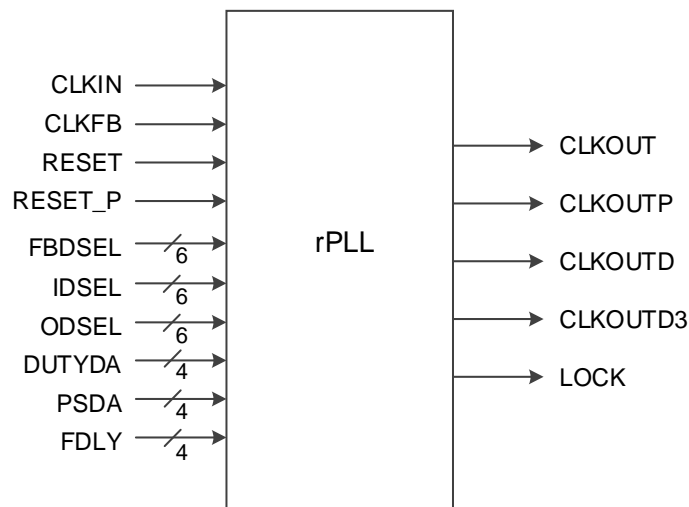 CLKIN
CLKFB
RESET
RESET_P
FBDSEL 6
IDSEL 6
ODSEL 6
DUTYDA 4
PSDA 4
FDLY 4
rPLL
CLKOUT
CLKOUTP
CLKOUTD
CLKOUTD3
LOCK